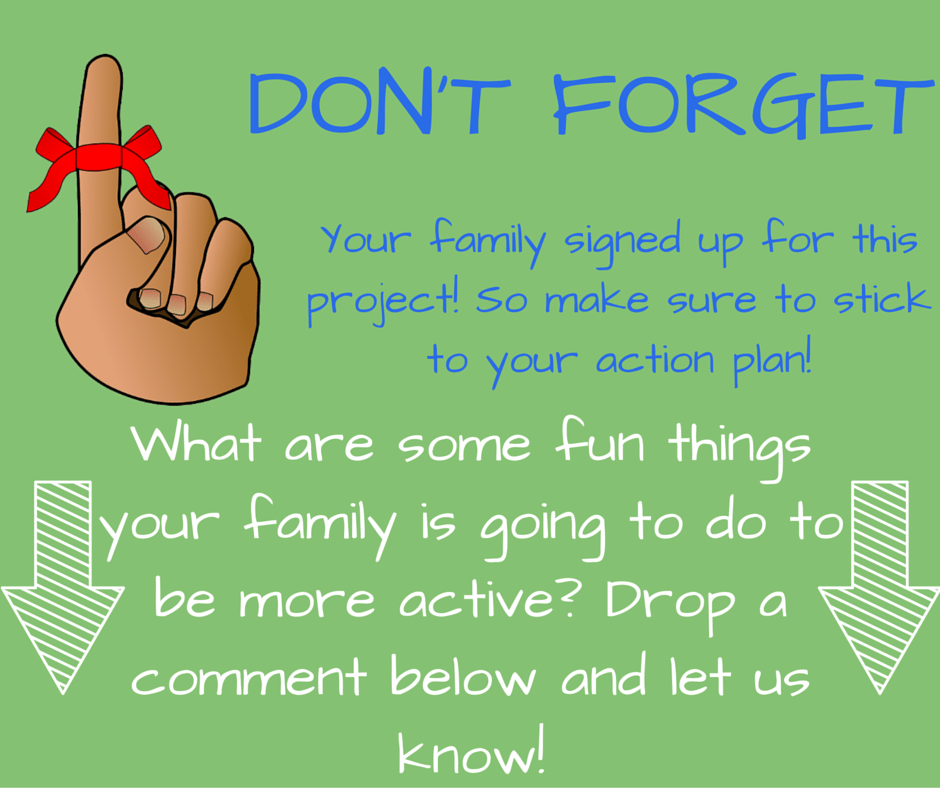 DON'T FORGET
Your family signed up for this
project! So make sure to stick
to your action plan!
What are some fun things
your family is going to do to
be more active? Drop a
comment below and let us
know!